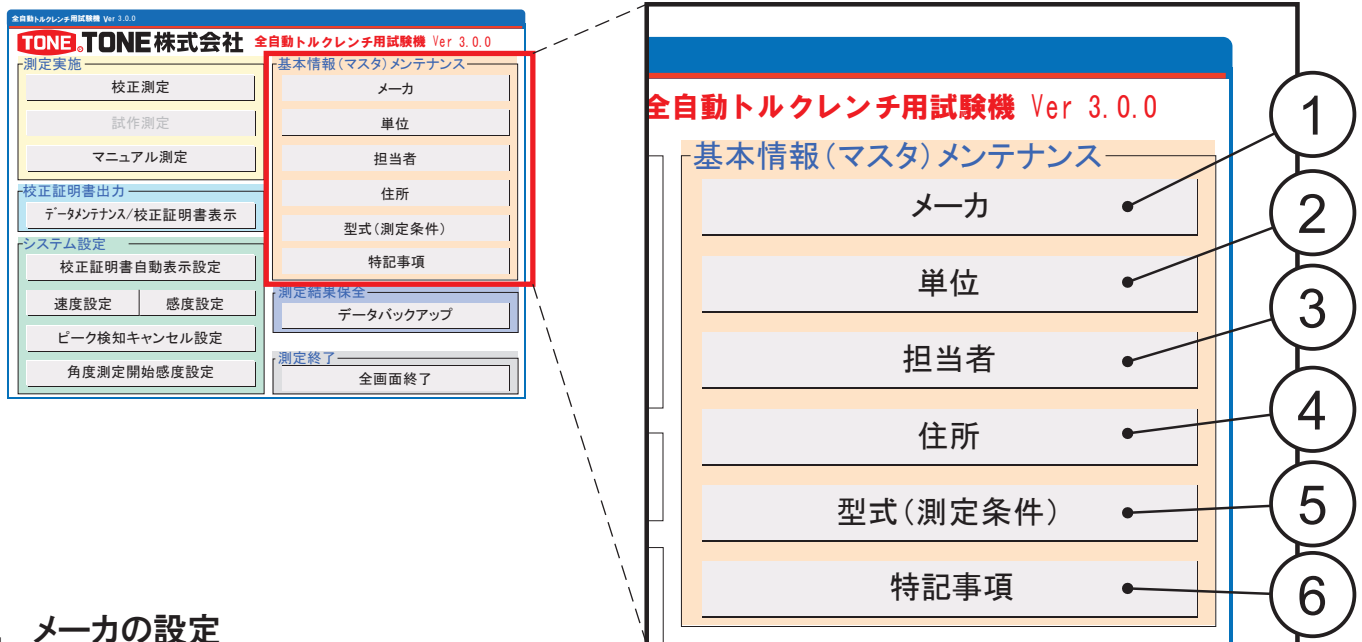 全自動トルクレンチ用試験機 Ver 3.0.0
TONE®TONE株式会社 全自動トルクレンチ用試験機 Ver 3.0.0
測定実施
校正測定
試作測定
マニュアル測定
校正証明書出力
データメンテナンス/校正証明書表示
システム設定
校正証明書自動表示設定
速度設定 感度設定
ピーク検知キャンセル設定
角度測定開始感度設定
基本情報(マスタ)メンテナンス
メーカ
単位
担当者
住所
型式(測定条件)
特記事項
測定結果保全
データバックアップ
測定終了
全画面終了
全自動トルクレンチ用試験機 Ver 3.0.0
基本情報(マスタ)メンテナンス
メーカ 1
単位 2
担当者 3
住所 4
型式(測定条件) 5
特記事項 6
メーカの設定